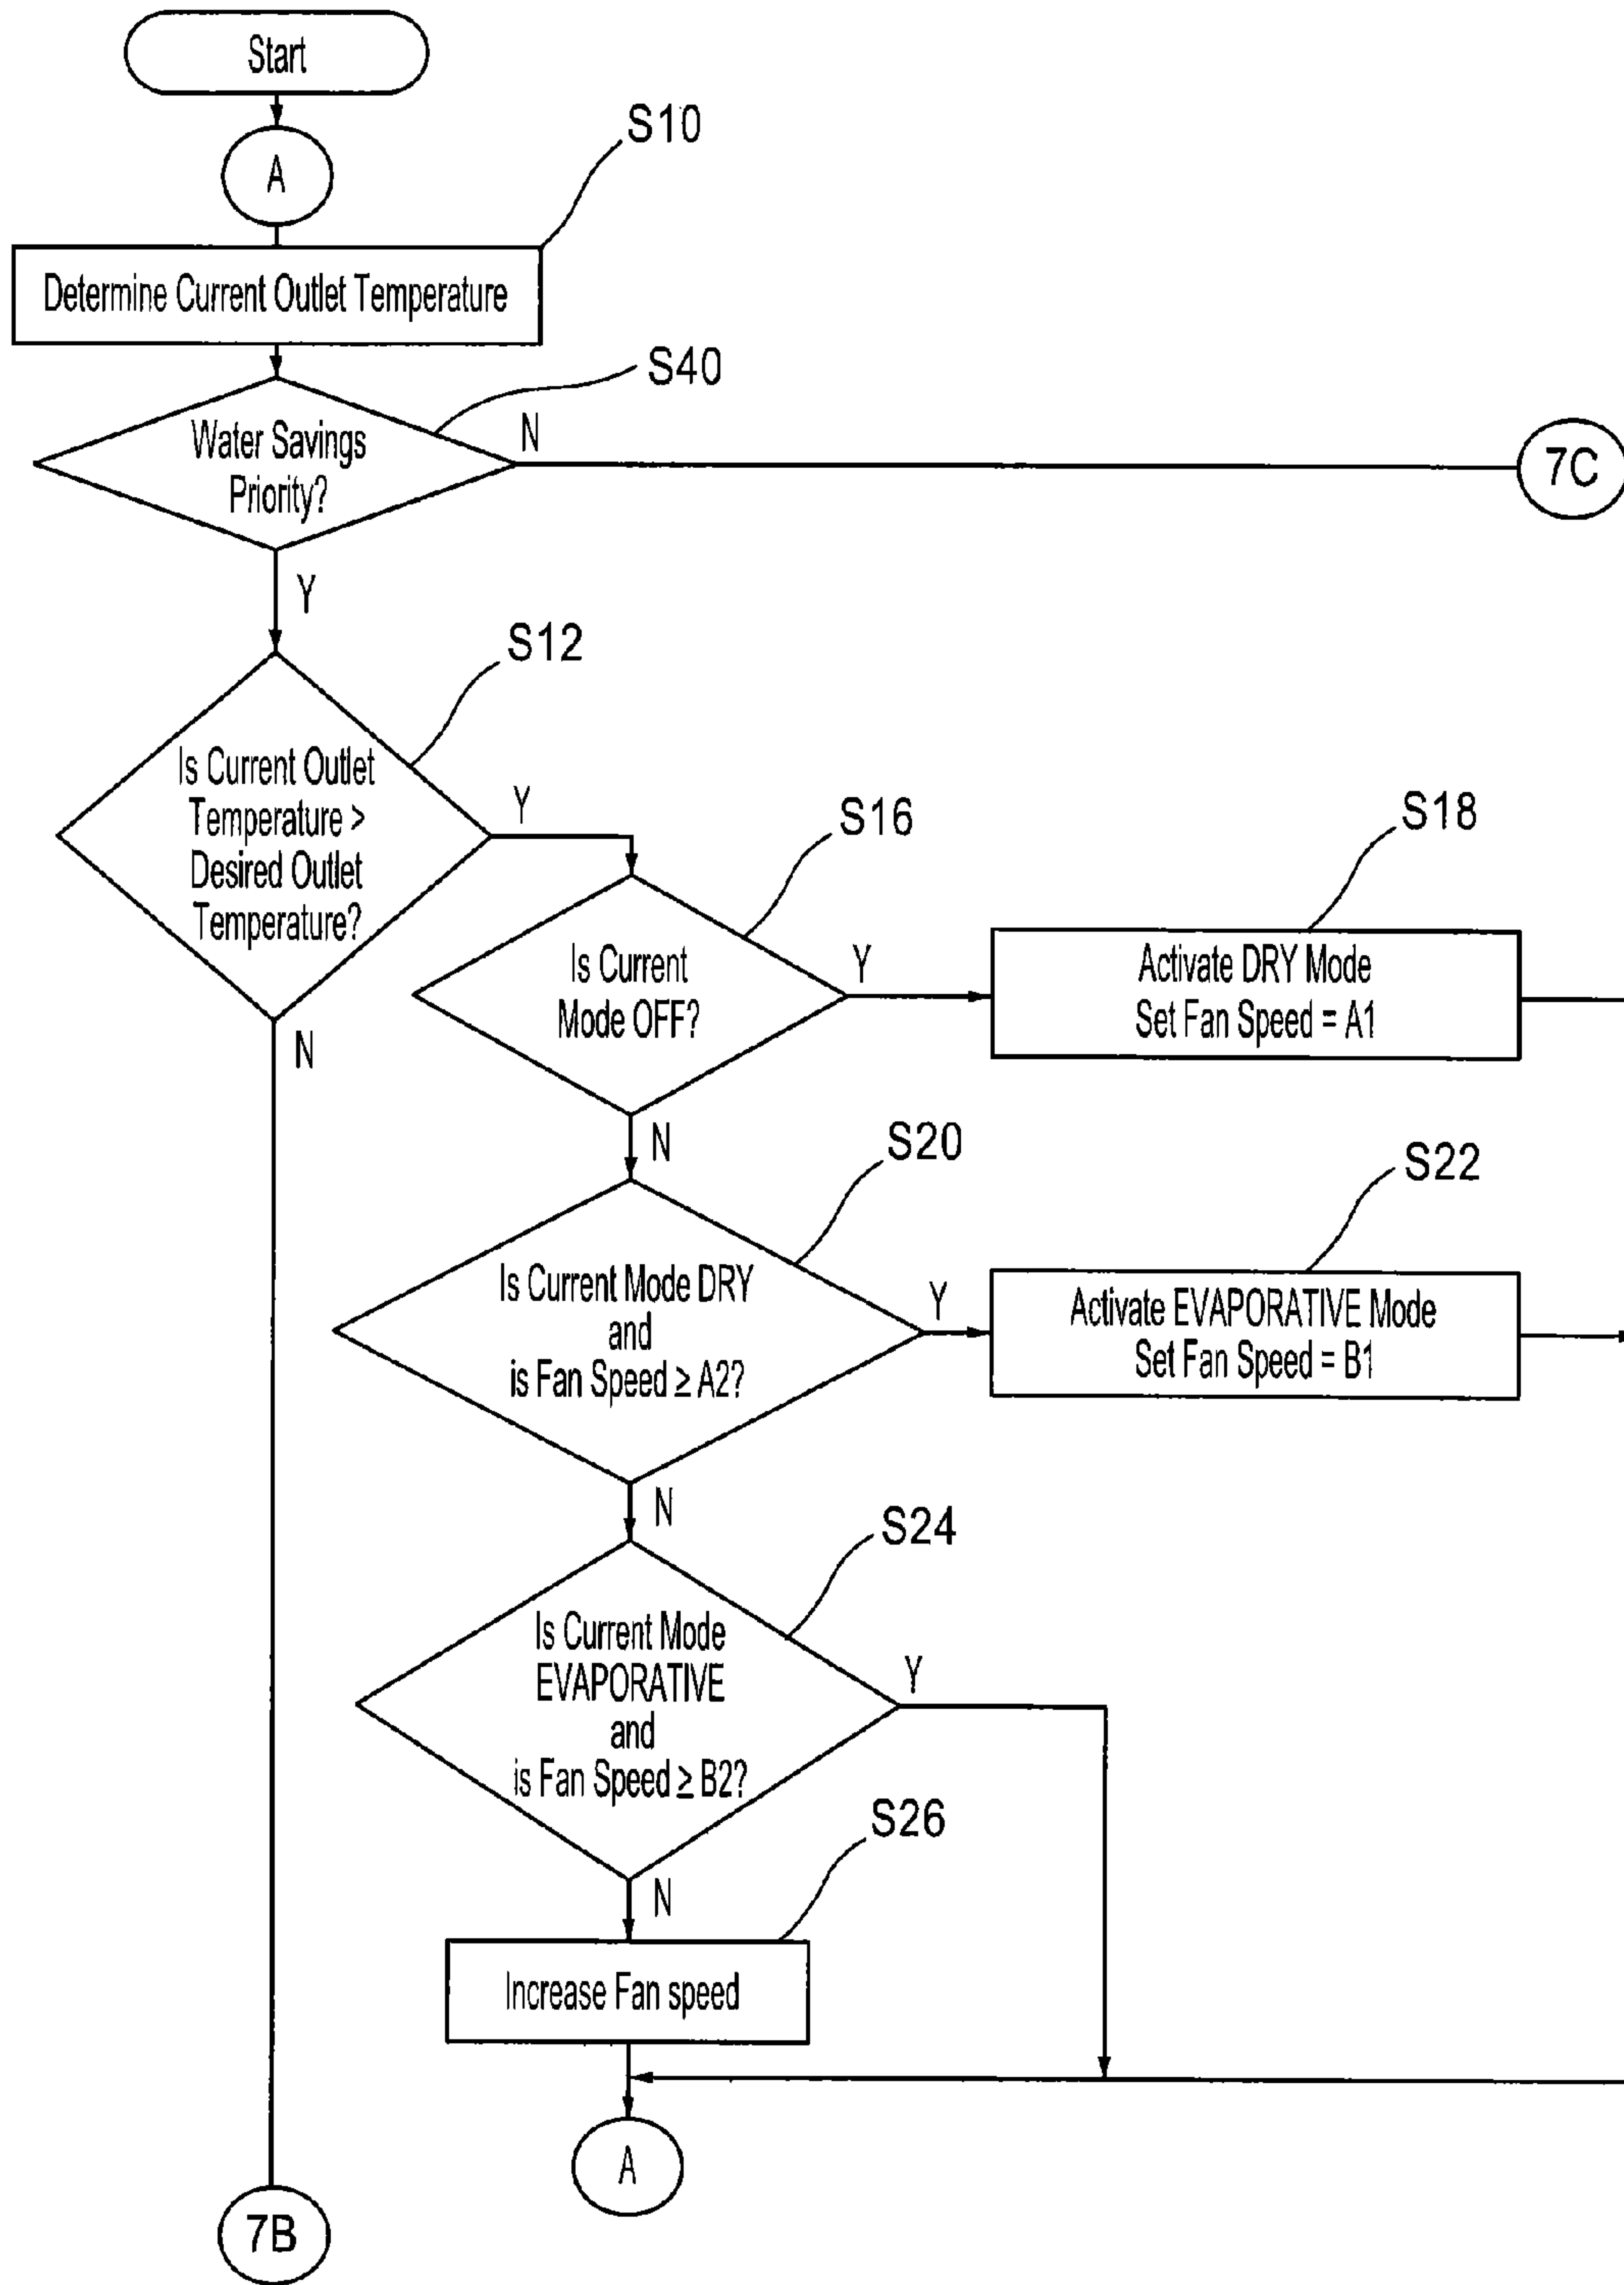 Start
A
S10
Determine Current Outlet Temperature
S40
Water Savings
Priority?
N
7C
Y
S12
Is Current Outlet
Temperature >
Desired Outlet
Temperature?
Y
N
S16
Is Current
Mode OFF?
Y
S18
Activate DRY Mode
Set Fan Speed = A1
N
S20
Is Current Mode DRY
and
is Fan Speed ≥ A2?
Y
S22
Activate EVAPORATIVE Mode
Set Fan Speed = B1
N
S24
Is Current Mode
EVAPORATIVE
and
is Fan Speed ≥ B2?
Y
N
S26
Increase Fan speed
A
7B